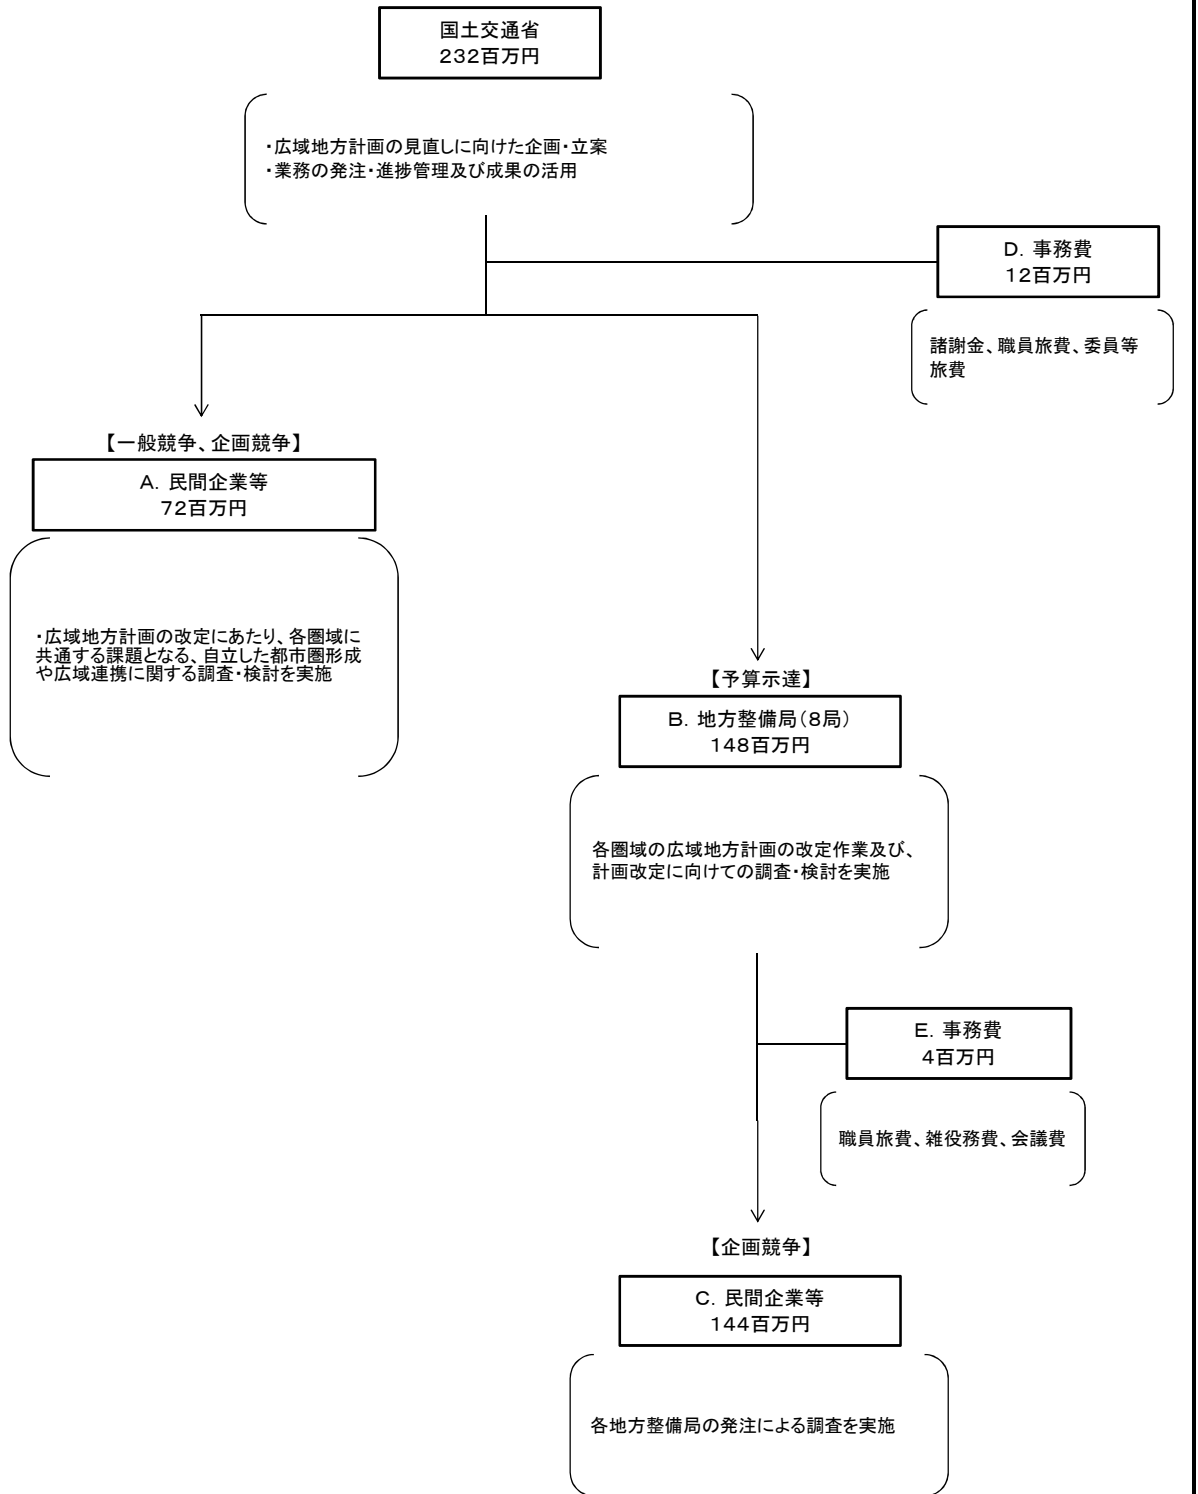 国土交通省
232百万円
・広域地方計画の見直しに向けた企画・立案
・業務の発注・進捗管理及び成果の活用
D．事務費
12百万円
諸謝金、職員旅費、委員等
旅費
【一般競争、企画競争】
A．民間企業等
72百万円
・広域地方計画の改定にあたり、各圏域に
共通する課題となる、自立した都市圏形成
や広域連携に関する調査・検討を実施
【予算示達】
B．地方整備局（8局）
148百万円
各圏域の広域地方計画の改定作業及び、
計画改定に向けての調査・検討を実施
E．事務費
4百万円
職員旅費、雑役務費、会議費
【企画競争】
C．民間企業等
144百万円
各地方整備局の発注による調査を実施